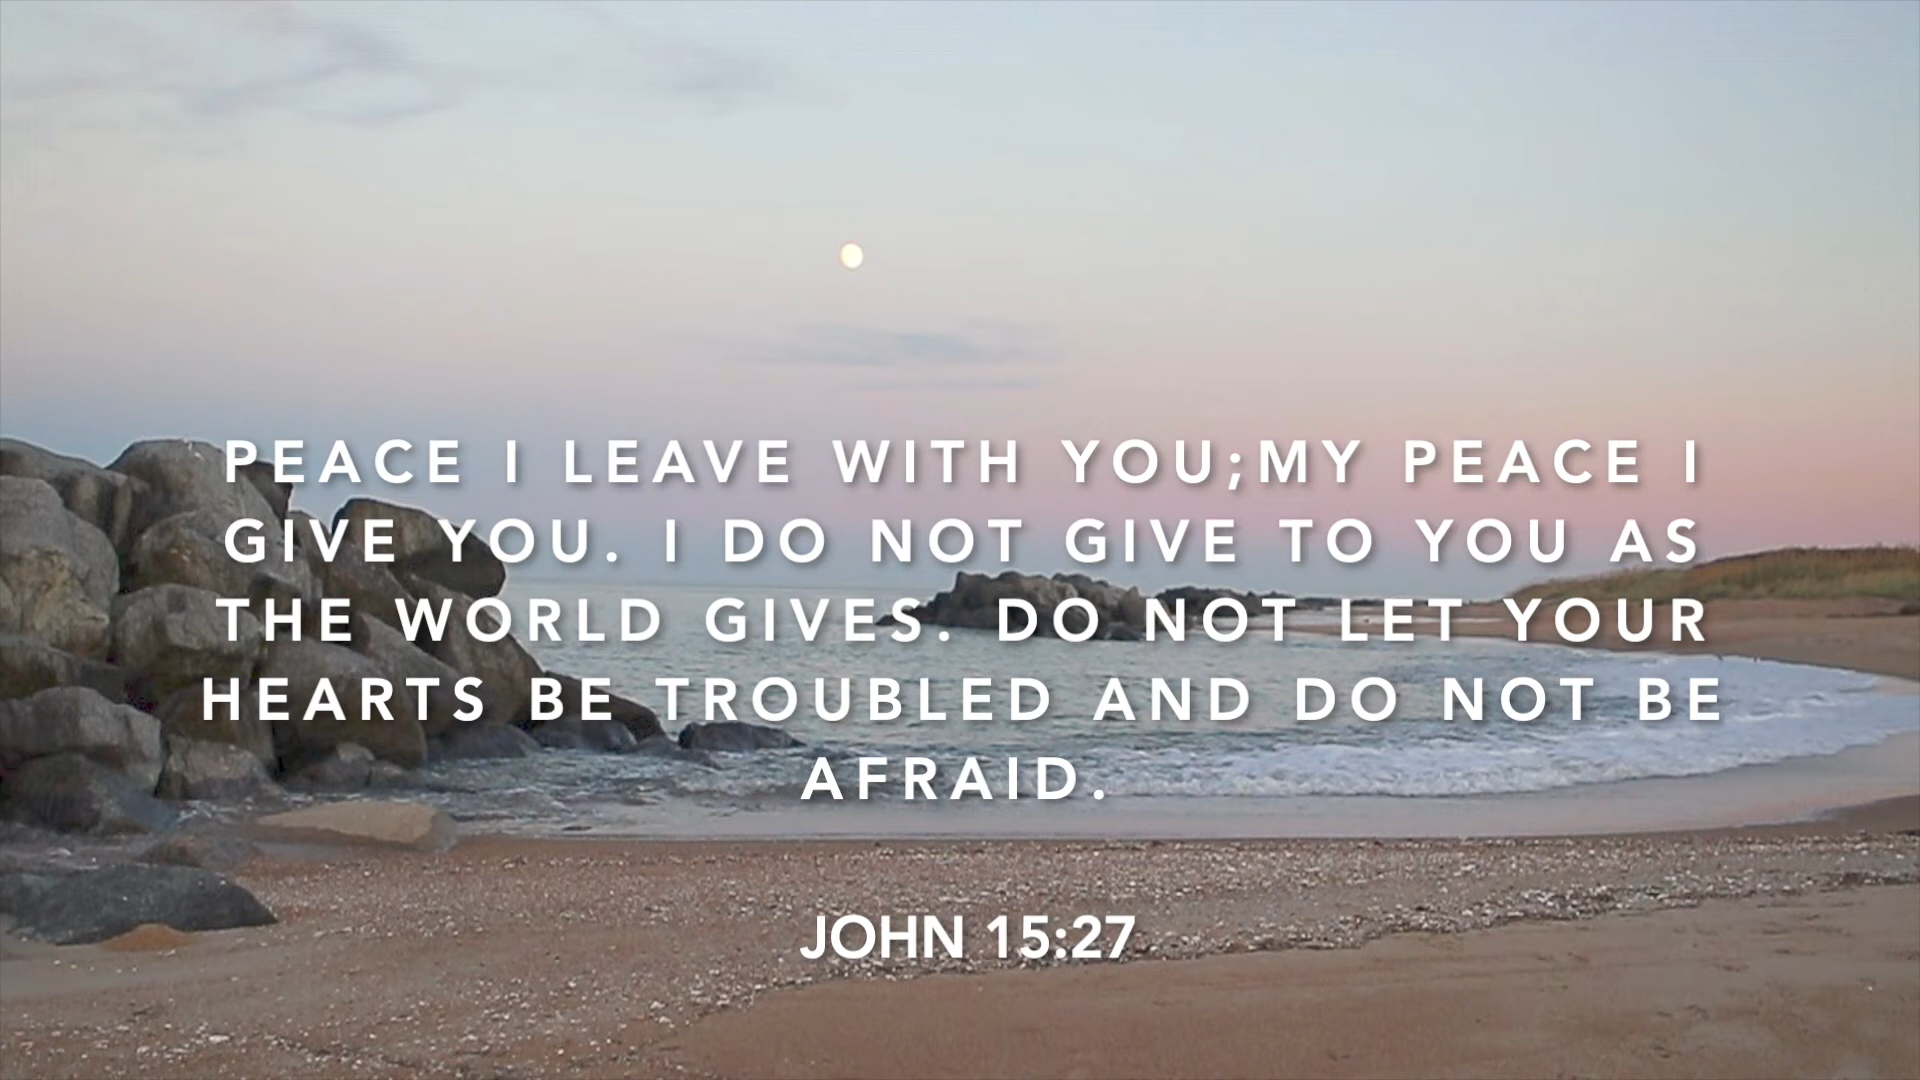 PEACE I LEAVE WITH YOU;MY PEACE I
GIVE YOU. I DO NOT GIVE TO YOU AS
THE WORLD GIVES. DO NOT LET YOUR
HEARTS BE TROUBLED AND DO NOT BE
AFRAID.
JOHN 15:27